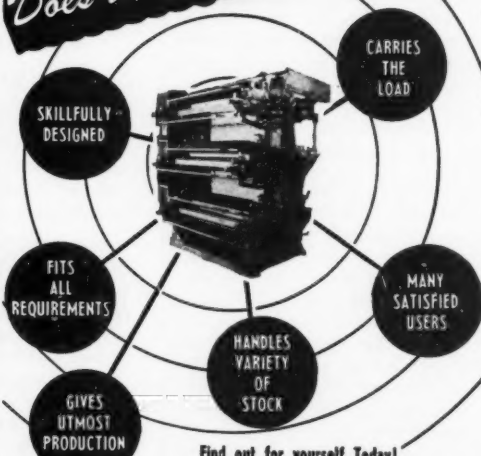 Does
CARRIES
THE
LOAD
SKILLFULLY
DESIGNED
FITS
ALL
REQUIREMENTS
MANY
SATISFIED
USERS
HANDLES
VARIETY
OF
STOCK
GIVES
UTMOST
PRODUCTION
Find out for yourself Today!